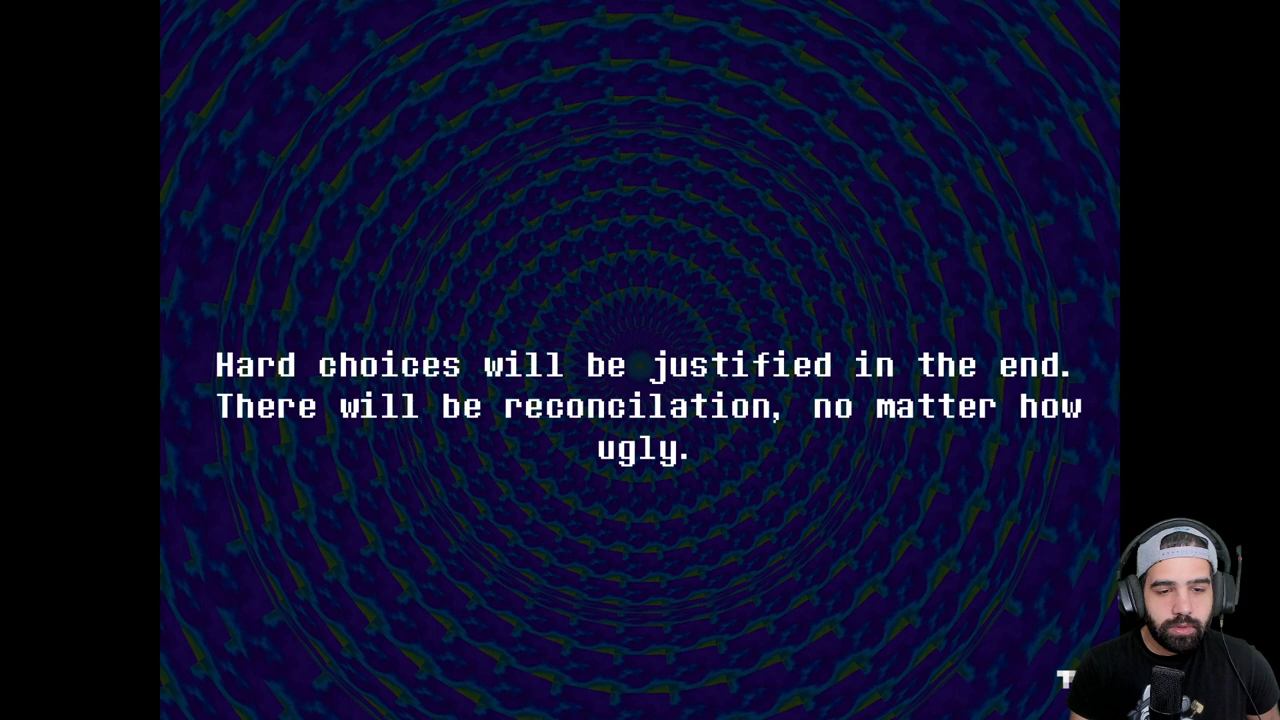 Hard choices will be justified in the end.
There will be reconcilation, no matter how
ugly.